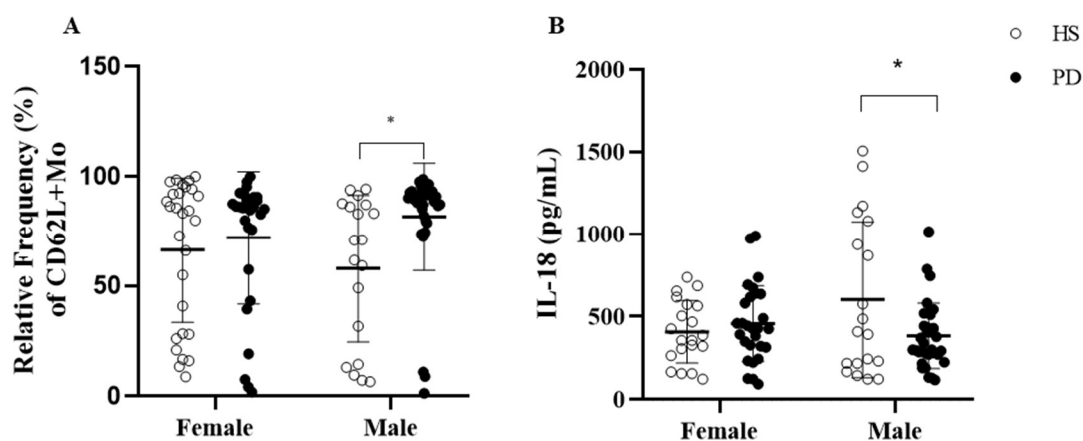 A
Relative Frequency (%)
of CD62L+Mo
150
100
50
0
*
Female
Male
B
IL-18 (pg/mL)
2000
1500
1000
500
0
*
Female
Male
HS
PD